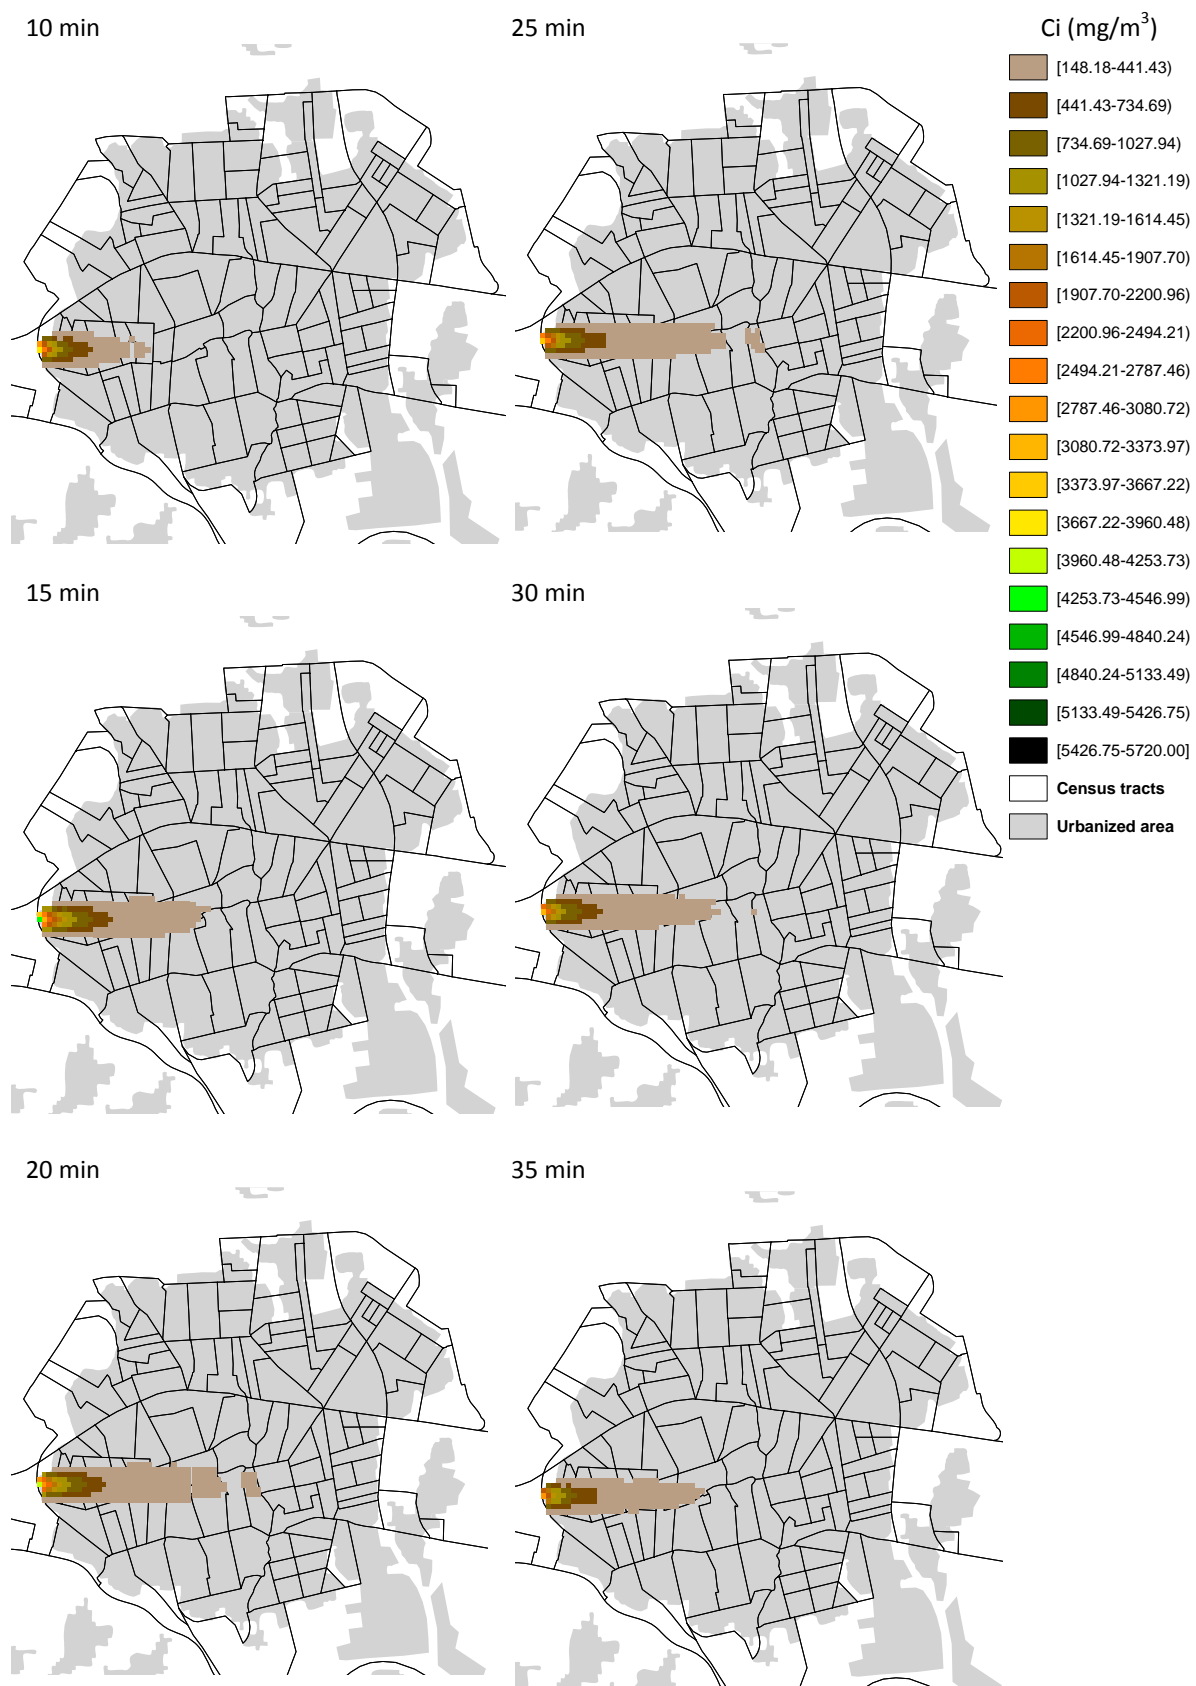 10 min
25 min
Ci (mg/m³)
[148.18-441.43)
[441.43-734.69)
[734.69-1027.94)
[1027.94-1321.19)
[1321.19-1614.45)
[1614.45-1907.70)
[1907.70-2200.96)
[2200.96-2494.21)
[2494.21-2787.46)
[2787.46-3080.72)
[3080.72-3373.97)
[3373.97-3667.22)
[3667.22-3960.48)
[3960.48-4253.73)
[4253.73-4546.99)
[4546.99-4840.24)
[4840.24-5133.49)
[5133.49-5426.75)
[5426.75-5720.00]
Census tracts
Urbanized area
15 min
30 min
20 min
35 min